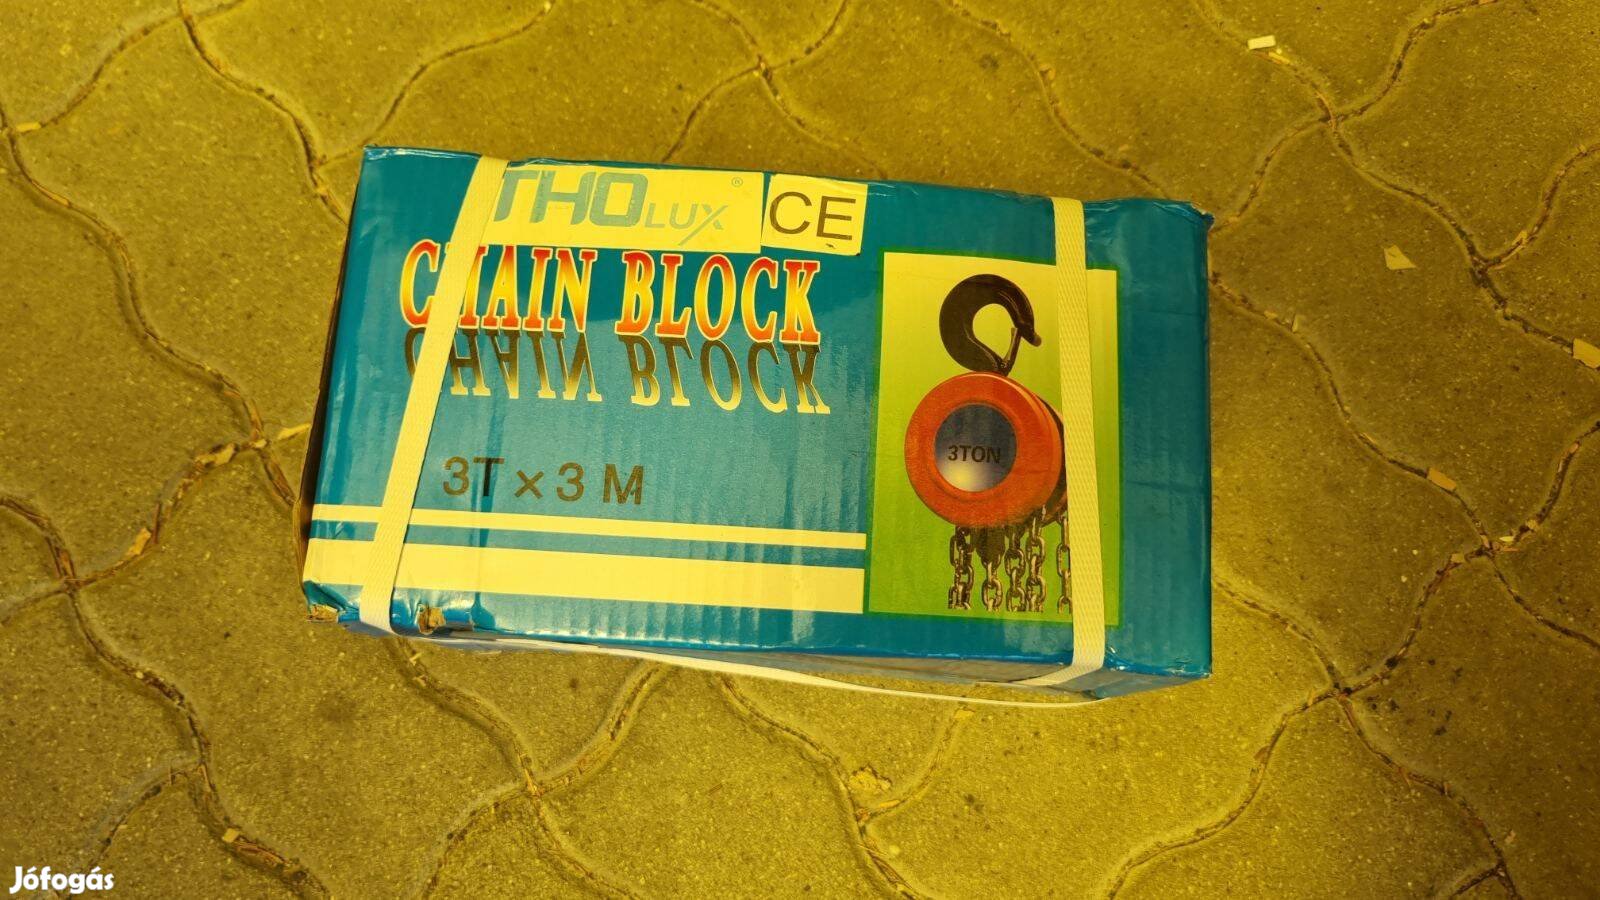 THOLUX ®
CE
CHAIN BLOCK
CHAIN BLOCK
3T x 3 M
3TON
Jófogás